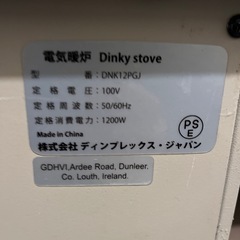 電気暖炉 Dinky stove
型 番：DNK12PGJ
定 格 電 圧：100V
定 格 周 波 数：50/60Hz
定格消費電力：1200W
Made in China
PS
E
株式会社ディンプレックス・ジャパン
GDHVI,Ardee Road, Dunleer,
Co. Louth, Ireland.